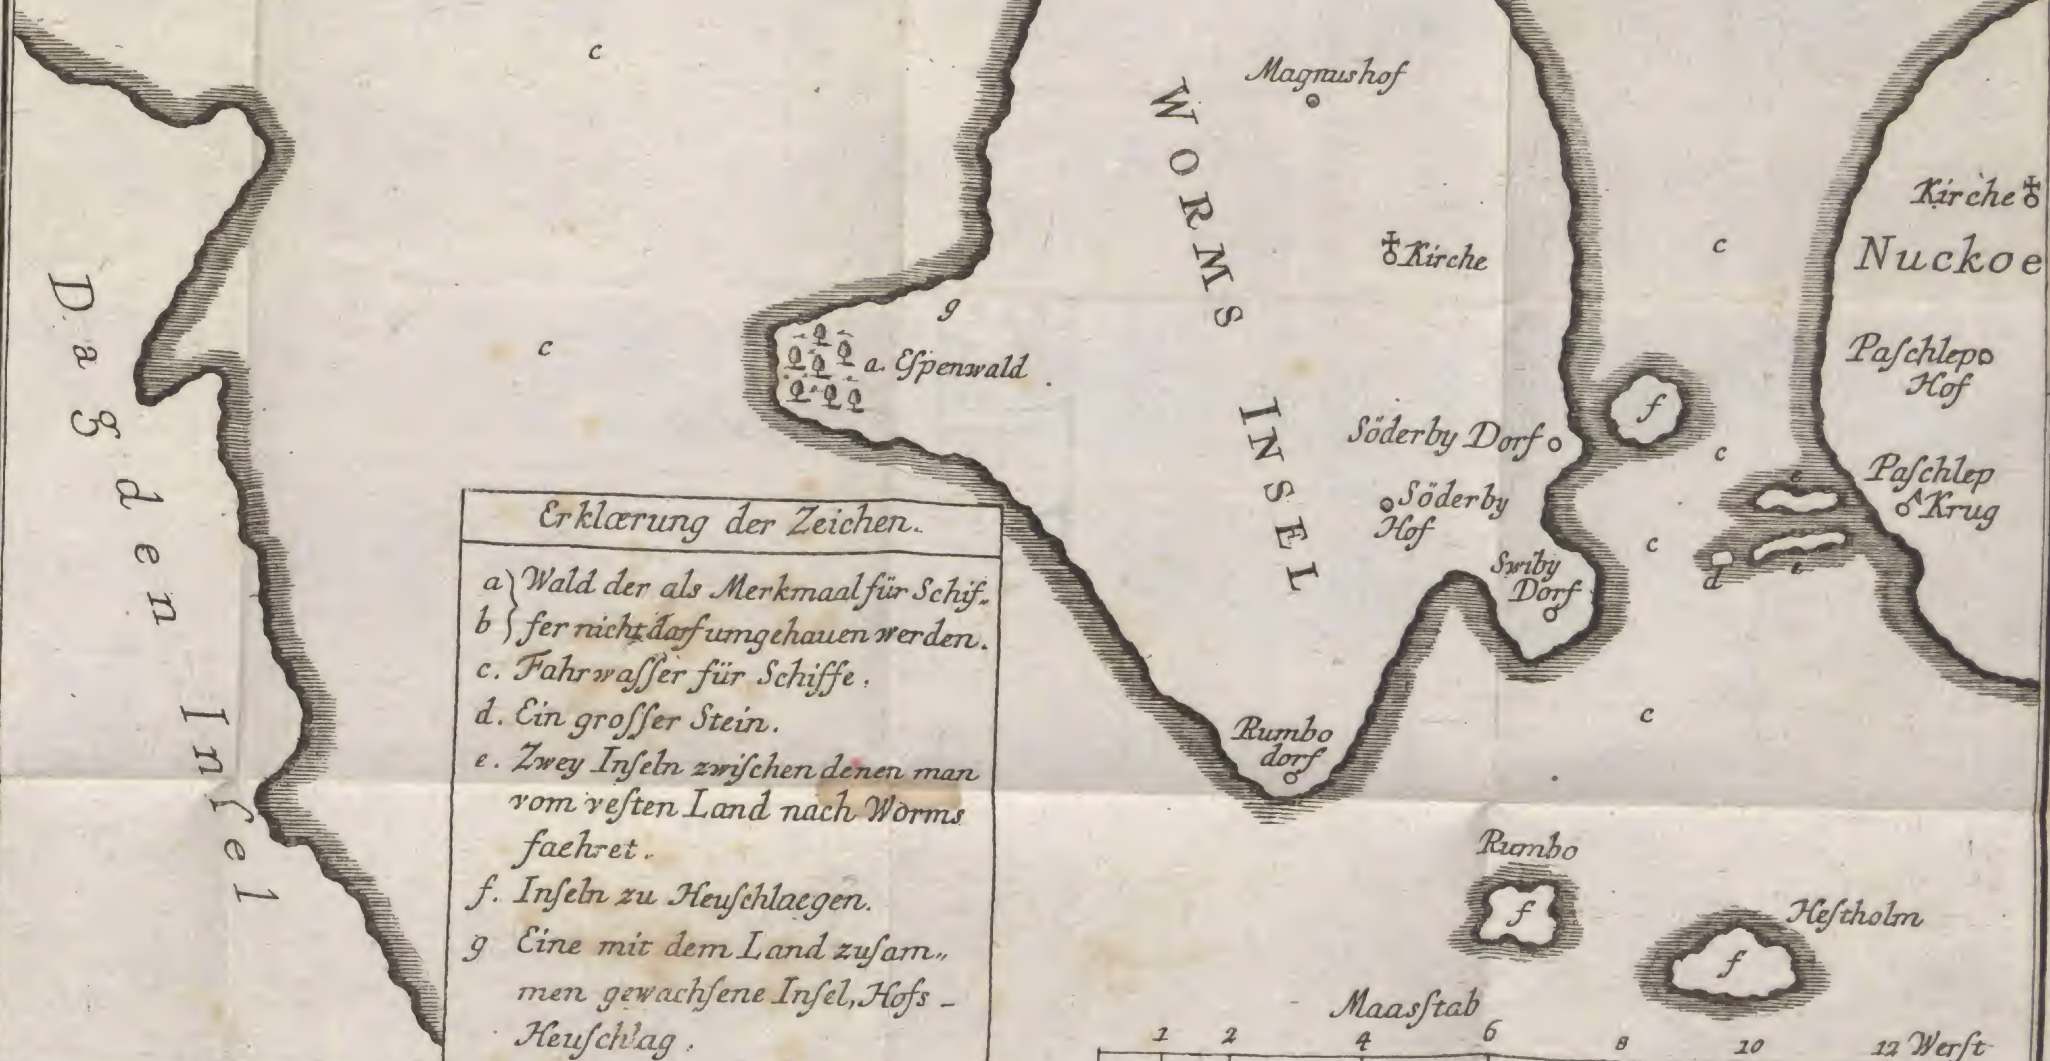 c
Magnushof
WORMS INSEL
Kirche
Nuckoe
Kirche
c
c
g
a. Eſpenwald
Dagden Inſel
Paſchlep
Hof
f
Söderby Dorf
c
Paſchlep
Krug
e
Söderby
Hof
c
d
e
Swiby
Dorf
c
Rumbo
dorf
Erklærung der Zeichen.
a} Wald der als Merkmaal für Schif„
b} fer nicht darf umgehauen werden.
c. Fahrwaſſer für Schiffe.
d. Ein groſſer Stein.
e. Zwey Inſeln zwiſchen denen man
vom veſten Land nach Worms
faehret.
f. Inſeln zu Heuſchlaegen.
g Eine mit dem Land zuſam„
men gewachſene Inſel, Hofs-
Heuſchlag.
Rumbo
f
Heſtholm
f
Maasſtab
1 2 4 6 8 10 12 Werſt